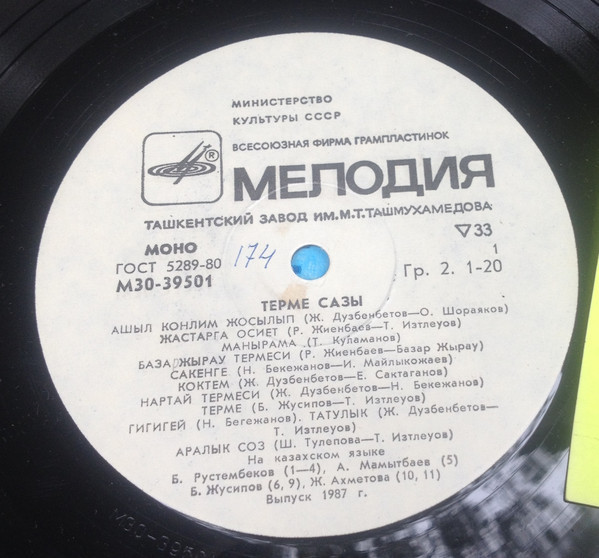 МИНИСТЕРСТВО
КУЛЬТУРЫ СССР
ВСЕСОЮЗНАЯ ФИРМА ГРАМПЛАСТИНОК
R
МЕЛОДИЯ
ТАШКЕНТСКИЙ ЗАВОД ИМ. М.Т.ТАШМУХАМЕДОВА
МОНО
ГОСТ 5289-80
М30-39501
174
▽33
1
Гр. 2. 1-20
ТЕРМЕ САЗЫ
АШЫЛ КОНЛИМ ЖОСЫЛЫП (Ж. Дузбенбетов—О. Шораяков)
ЖАСТАРГА ОСИЕТ (Р. Жиенбаев—Т. Изтлеуов)
МАНЫРАМА (Т. Куламанов)
БАЗАР ЖЫРАУ ТЕРМЕСИ (Р. Жиенбаев—Базар Жырау)
САКЕНГЕ (Н. Бекежанов—И. Майлыкожаев)
КОКТЕМ (Ж. Дузбенбетов—Е. Сактаганов)
НАРТАЙ ТЕРМЕСИ (Ж. Дузбенбетов—Н. Бекежанов)
ТЕРМЕ (Б. Жусипов—Т. Изтлеуов)
ГИГИГЕЙ (Н. Бегежанов). ТАТУЛЫК (Ж. Дузбенбетов—
Т. Изтлеуов)
АРАЛЫК СОЗ (Ш. Тулепова—Т. Изтлеуов)
На казахском языке
Б. Рустембеков (1—4), А. Мамытбаев (5)
Б. Жусипов (6, 9), Ж. Ахметова (10, 11)
Выпуск 1987 г.